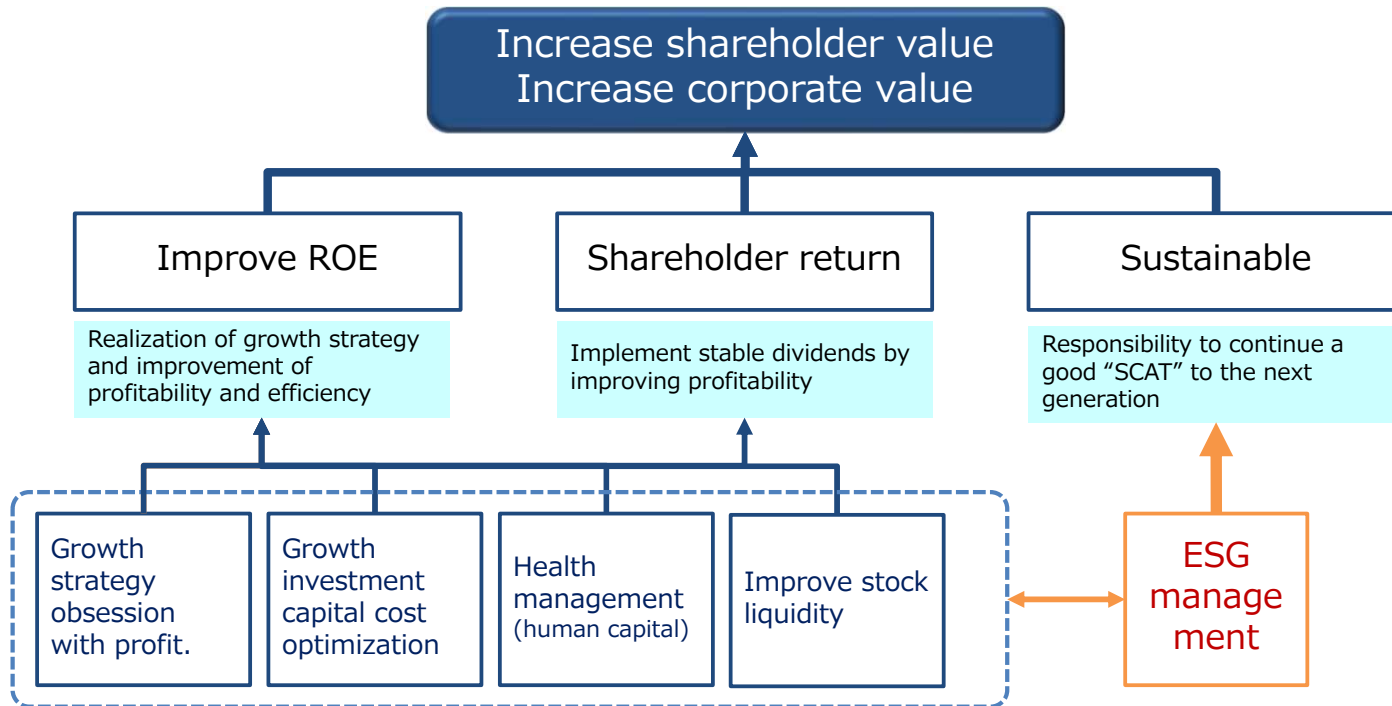 Increase shareholder value
Increase corporate value
Improve ROE
Shareholder return
Sustainable
Realization of growth strategy
and improvement of
profitability and efficiency
Implement stable dividends by
improving profitability
Responsibility to continue a
good “SCAT” to the next
generation
Growth
strategy
obsession
with profit.
Growth
investment
capital cost
optimization
Health
management
(human capital)
Improve stock
liquidity
ESG
manage
ment